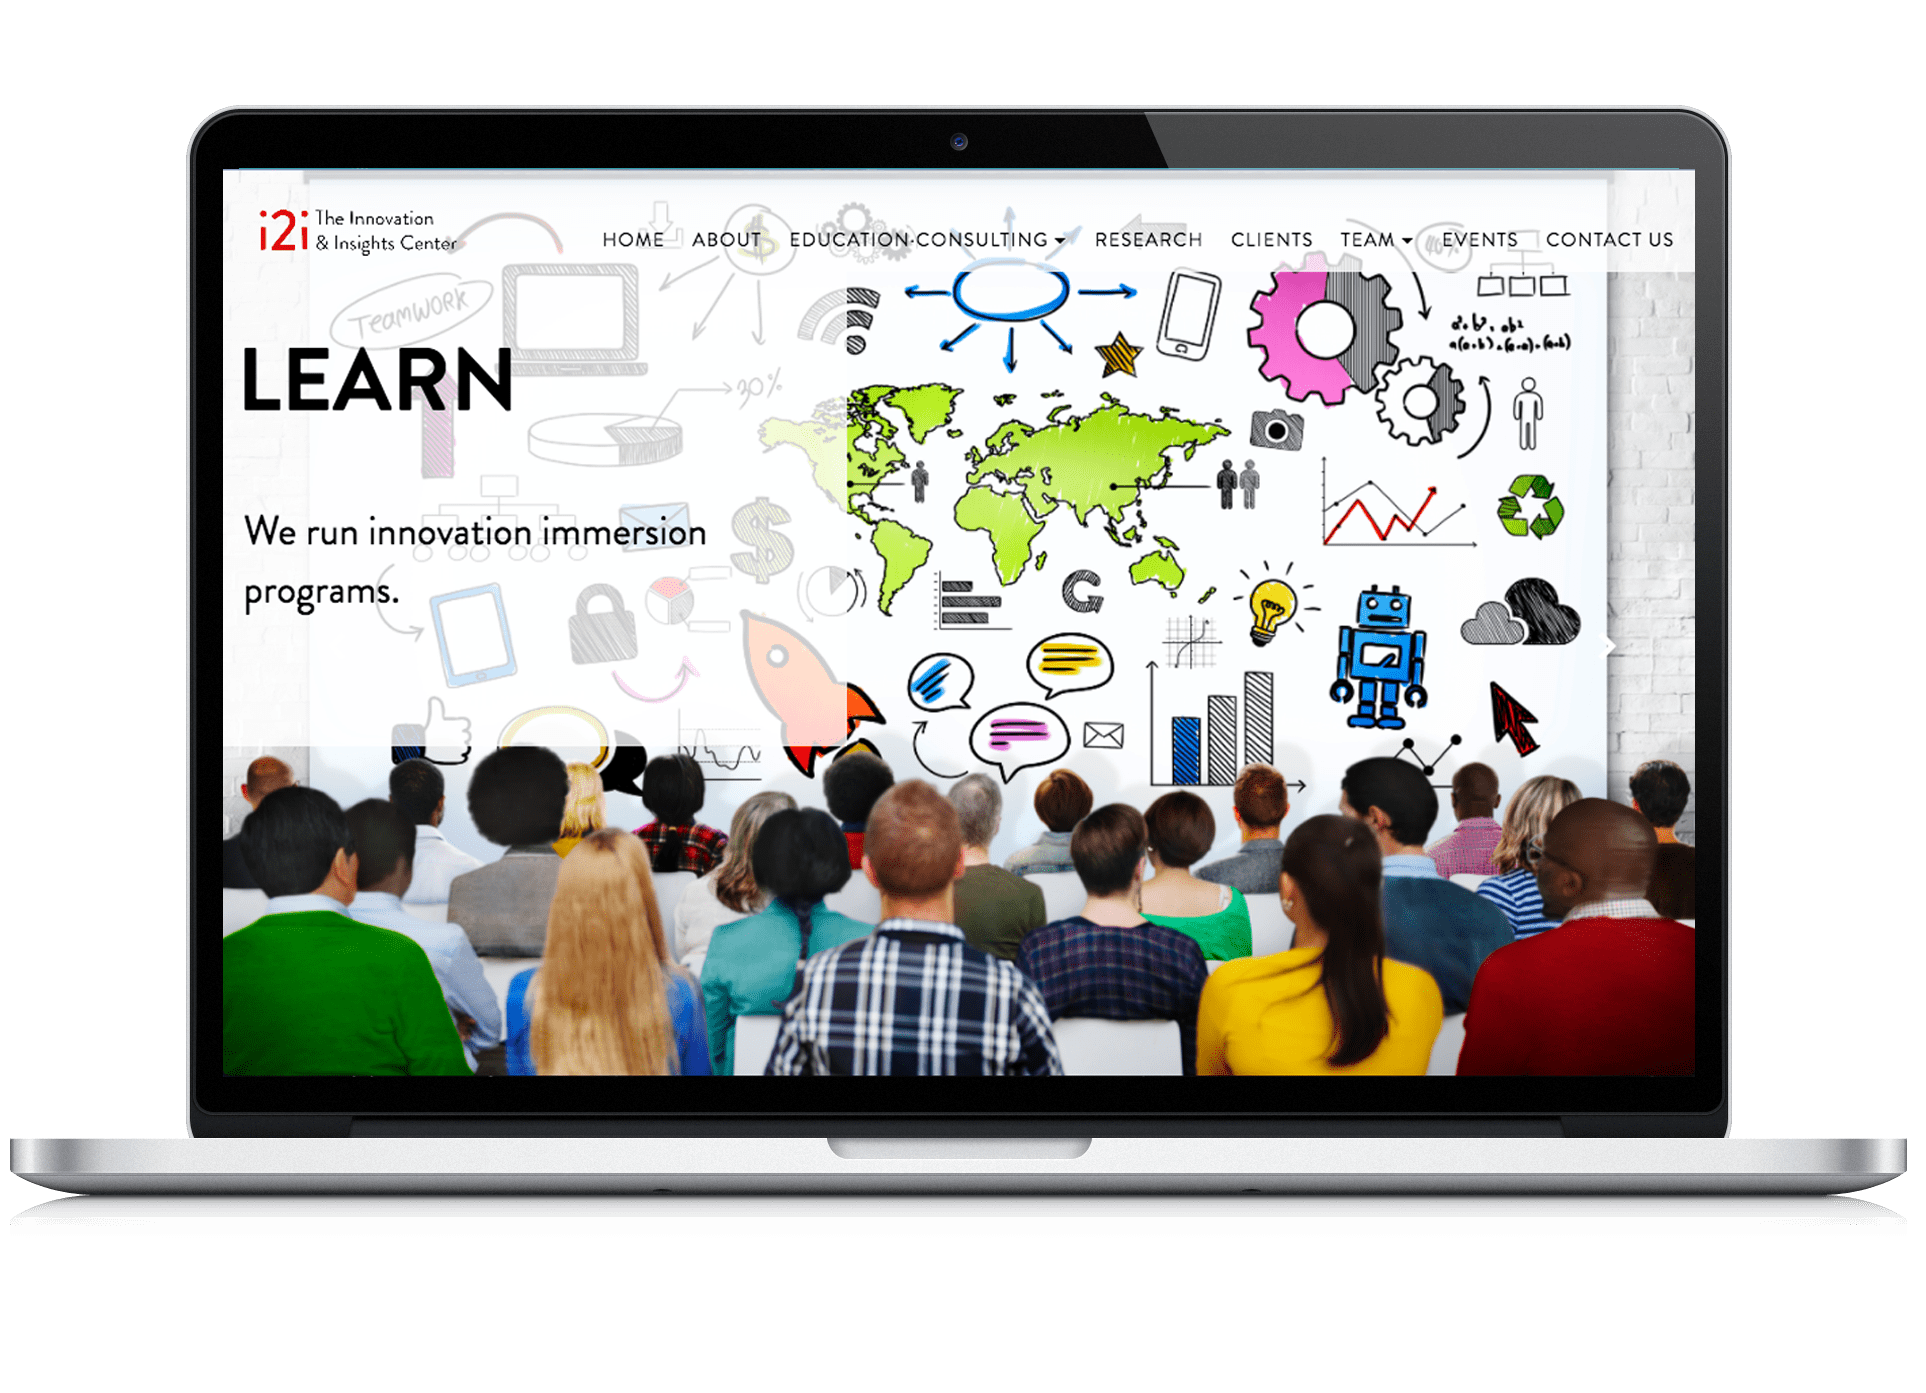 i2i The Innovation
& Insights Center
HOME ABOUT EDUCATION·CONSULTING RESEARCH CLIENTS TEAM EVENTS CONTACT US
TEAMWORK
LEARN
30%
We run innovation immersion
programs.